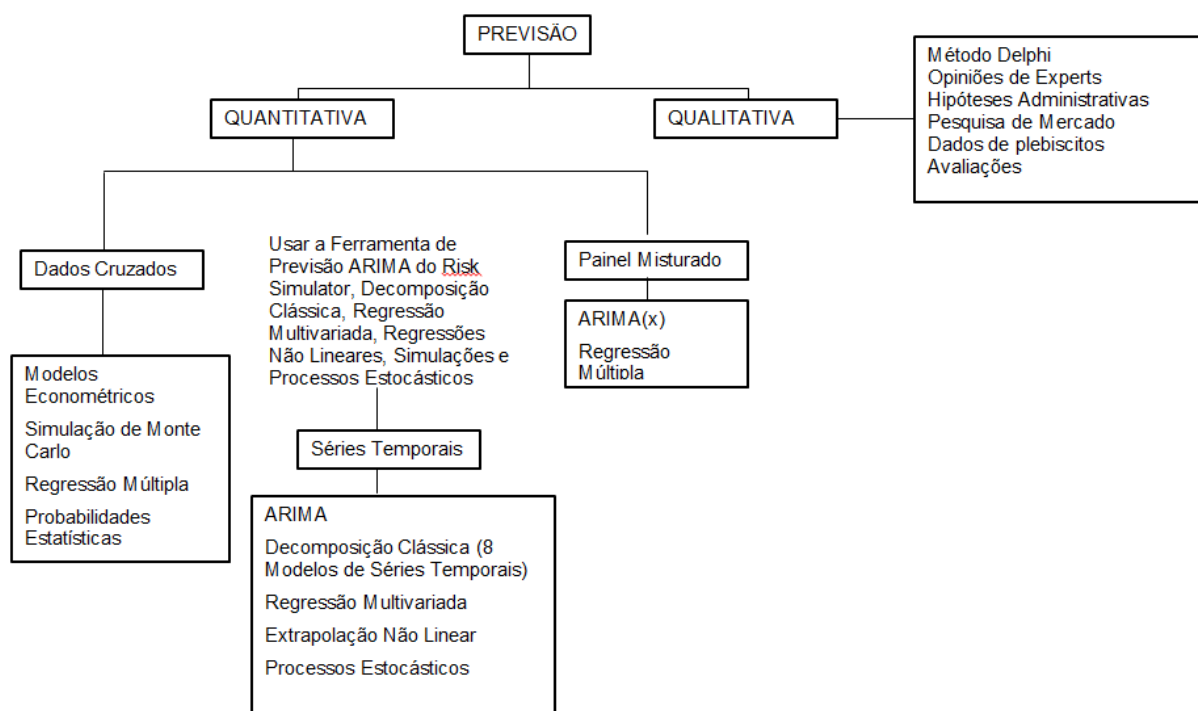 PREVISÃO
QUANTITATIVA
QUALITATIVA
Método Delphi
Opiniões de Experts
Hipóteses Administrativas
Pesquisa de Mercado
Dados de plebiscitos
Avaliações
Dados Cruzados
Usar a Ferramenta de
Previsão ARIMA do Risk
Simulator, Decomposição
Clássica, Regressão
Multivariada, Regressões
Não Lineares, Simulações e
Processos Estocásticos
Painel Misturado
ARIMA(x)
Regressão
Múltipla
Modelos
Econométricos
Simulação de Monte
Carlo
Regressão Múltipla
Probabilidades
Estatísticas
Séries Temporais
ARIMA
Decomposição Clássica (8
Modelos de Séries Temporais)
Regressão Multivariada
Extrapolação Não Linear
Processos Estocásticos